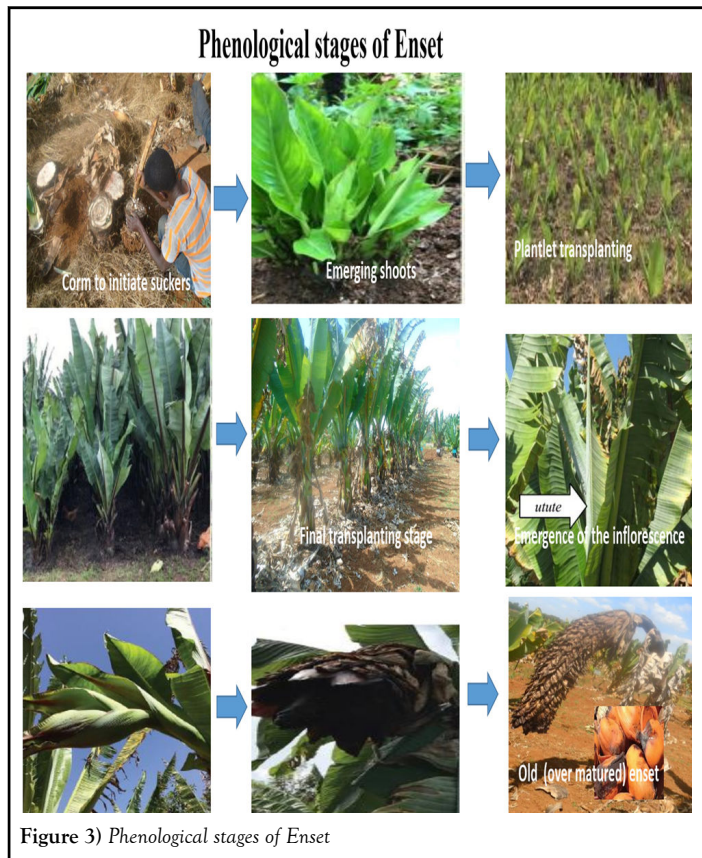 Phenological stages of Enset
Corm to initiate suckers
Emerging shoots
Plantlet transplanting
Final transplanting stage
utute
Emergence of the inflorescence
Old (over matured) enset
Figure 3) Phenological stages of Enset